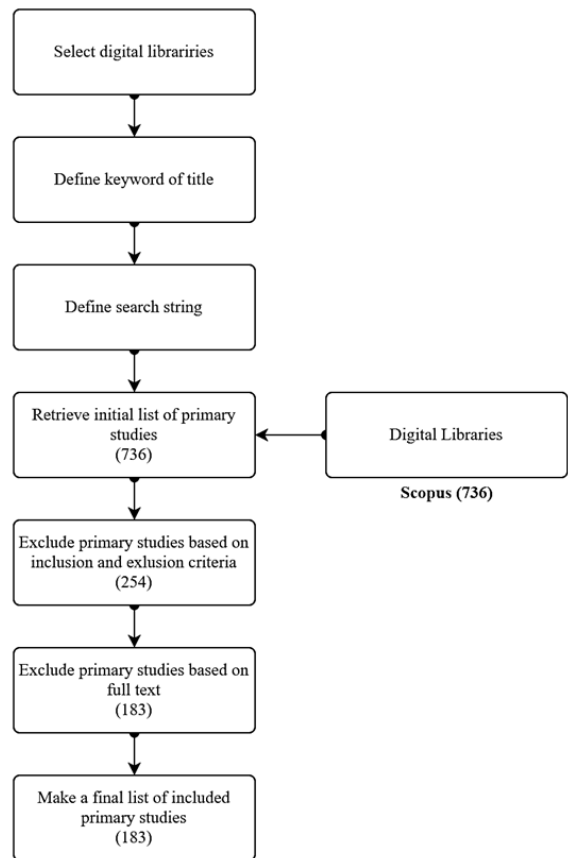 Select digital librariries
Define keyword of title
Define search string
Retrieve initial list of primary
studies
(736)
Digital Libraries
Scopus (736)
Exclude primary studies based on
inclusion and exlusion criteria
(254)
Exclude primary studies based on
full text
(183)
Make a final list of included
primary studies
(183)